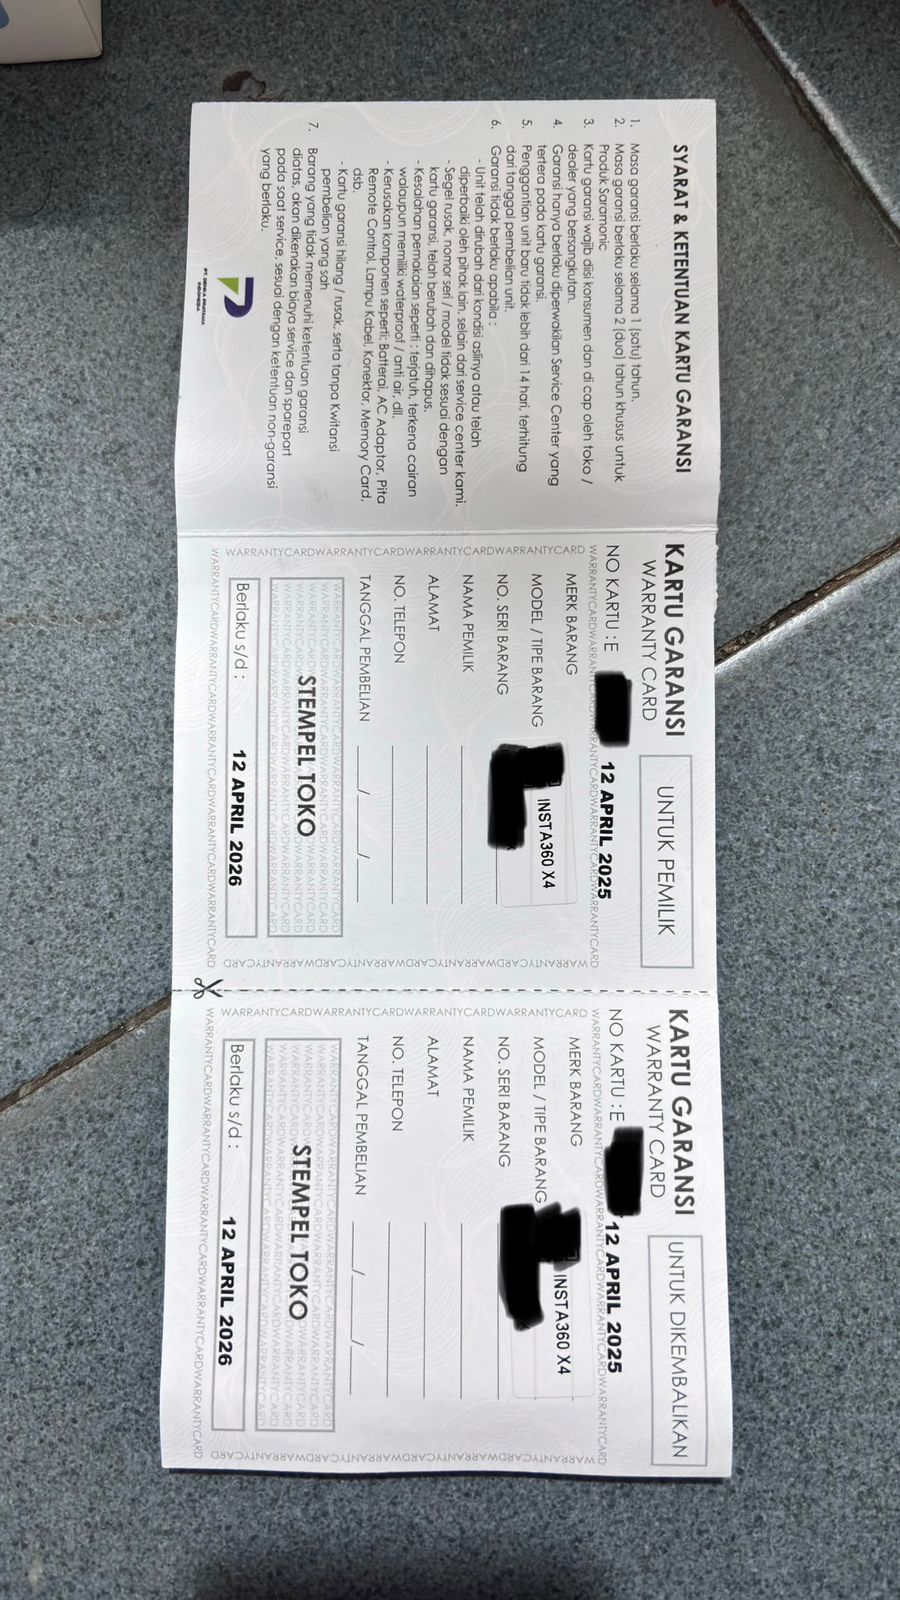 SYARAT & KETENTUAN KARTU GARANSI
1. Masa garansi berlaku selama 1 (satu) tahun.
2. Masa garansi berlaku selama 2 (dua) tahun khusus untuk
Produk Saramonic.
3. Kartu garansi wajib diisi konsumen dan di cap oleh toko /
dealer yang bersangkutan.
4. Garansi hanya berlaku diperwakilan Service Center yang
tertera pada kartu garansi.
5. Penggantian unit baru tidak lebih dari 14 hari, terhitung
dari tanggal pembelian unit.
6. Garansi tidak berlaku apabila :
- Unit telah dirubah dari kondisi aslinya atau telah
diperbaiki oleh pihak lain, selain dari service center kami.
- Segel rusak, nomor seri / model tidak sesuai dengan
kartu garansi, telah berubah dan dihapus.
- Kesalahan pemakaian seperti : terjatuh, terkena cairan
walaupun memiliki waterproof / anti air, dll.
- Kerusakan komponen seperti: Batterai, AC Adaptor, Pita
Remote Control, Lampu Kabel, Konektor, Memory Card,
dsb.
- Kartu garansi hilang / rusak, serta tanpa Kwitansi
pembelian yang sah
7. Barang yang tidak memenuhi ketentuan garansi
diatas, akan dikenakan biaya service dan sparepart
pada saat service, sesuai dengan ketentuan non-garansi
yang berlaku.
INDONESIA
KARTU GARANSI
WARRANTY CARD
UNTUK PEMILIK
NO KARTU : E
12 APRIL 2025
WARRANTYCARDWARRANTYCARDWARRANTYCARDWARRANTYCARDWARRANTYCARD
MERK BARANG
MODEL / TIPE BARANG
INSTA360 X4
NO. SERI BARANG
NAMA PEMILIK
ALAMAT
NO. TELEPON
TANGGAL PEMBELIAN / /
STEMPEL TOKO
Berlaku s/d : 12 APRIL 2026
KARTU GARANSI
WARRANTY CARD
UNTUK DIKEMBALIKAN
NO KARTU : E
12 APRIL 2025
WARRANTYCARDWARRANTYCARDWARRANTYCARDWARRANTYCARDWARRANTYCARD
MERK BARANG
MODEL / TIPE BARANG
INSTA360 X4
NO. SERI BARANG
NAMA PEMILIK
ALAMAT
NO. TELEPON
TANGGAL PEMBELIAN / /
STEMPEL TOKO
Berlaku s/d : 12 APRIL 2026